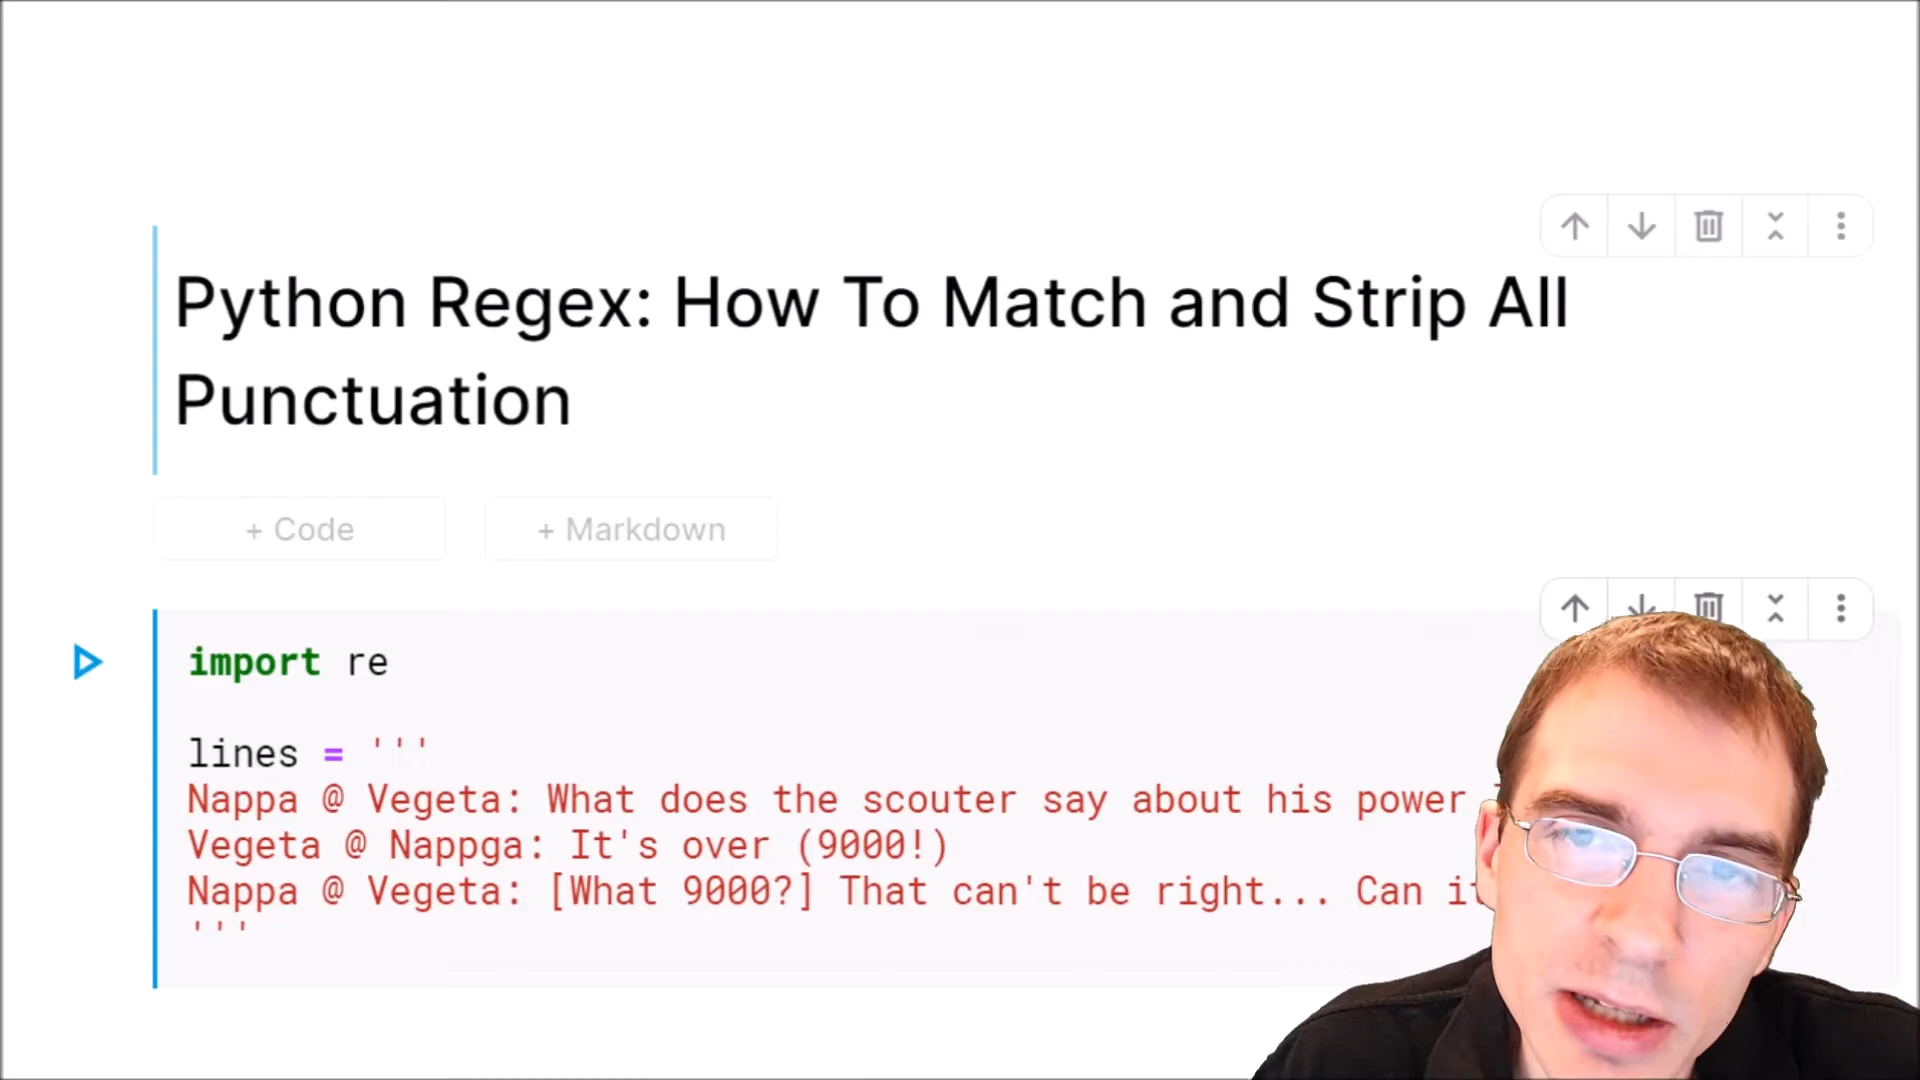 Python Regex: How To Match and Strip All
Punctuation
+ Code
+ Markdown
import re
lines = '''
Nappa @ Vegeta: What does the scouter say about his power
Vegeta @ Nappga: It's over (9000!)
Nappa @ Vegeta: [What 9000?] That can't be right... Can
'''